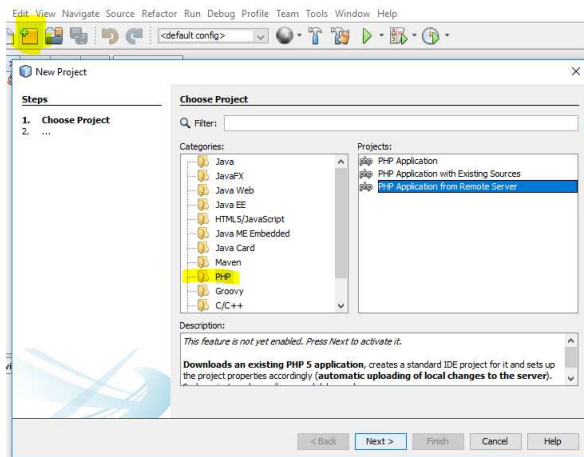 Edit View Navigate Source Refactor Run Debug Profile Team Tools Window Help
<default config>
New Project
Steps
1. Choose Project
2. ...
Choose Project
Filter:
Categories:
Java
JavaFX
Java Web
Java EE
HTML5/JavaScript
Java ME Embedded
Java Card
Maven
PHP
Groovy
C/C++
Projects:
php PHP Application
php PHP Application with Existing Sources
php PHP Application from Remote Server
Description:
This feature is not yet enabled. Press Next to activate it.
Downloads an existing PHP 5 application, creates a standard IDE project for it and sets up
the project properties accordingly (automatic uploading of local changes to the server).
< Back Next > Finish Cancel Help